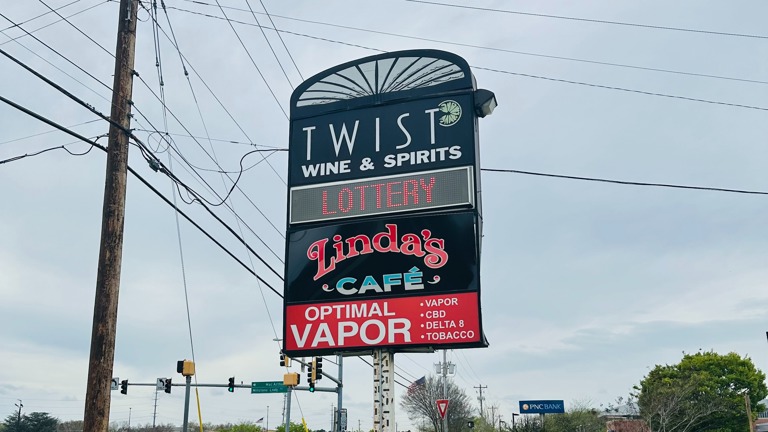 TWIST
WINE & SPIRITS
LOTTERY
Linda's
CAFÉ
OPTIMAL
VAPOR
• VAPOR
• CBD
• DELTA 8
• TOBACCO
PNC BANK